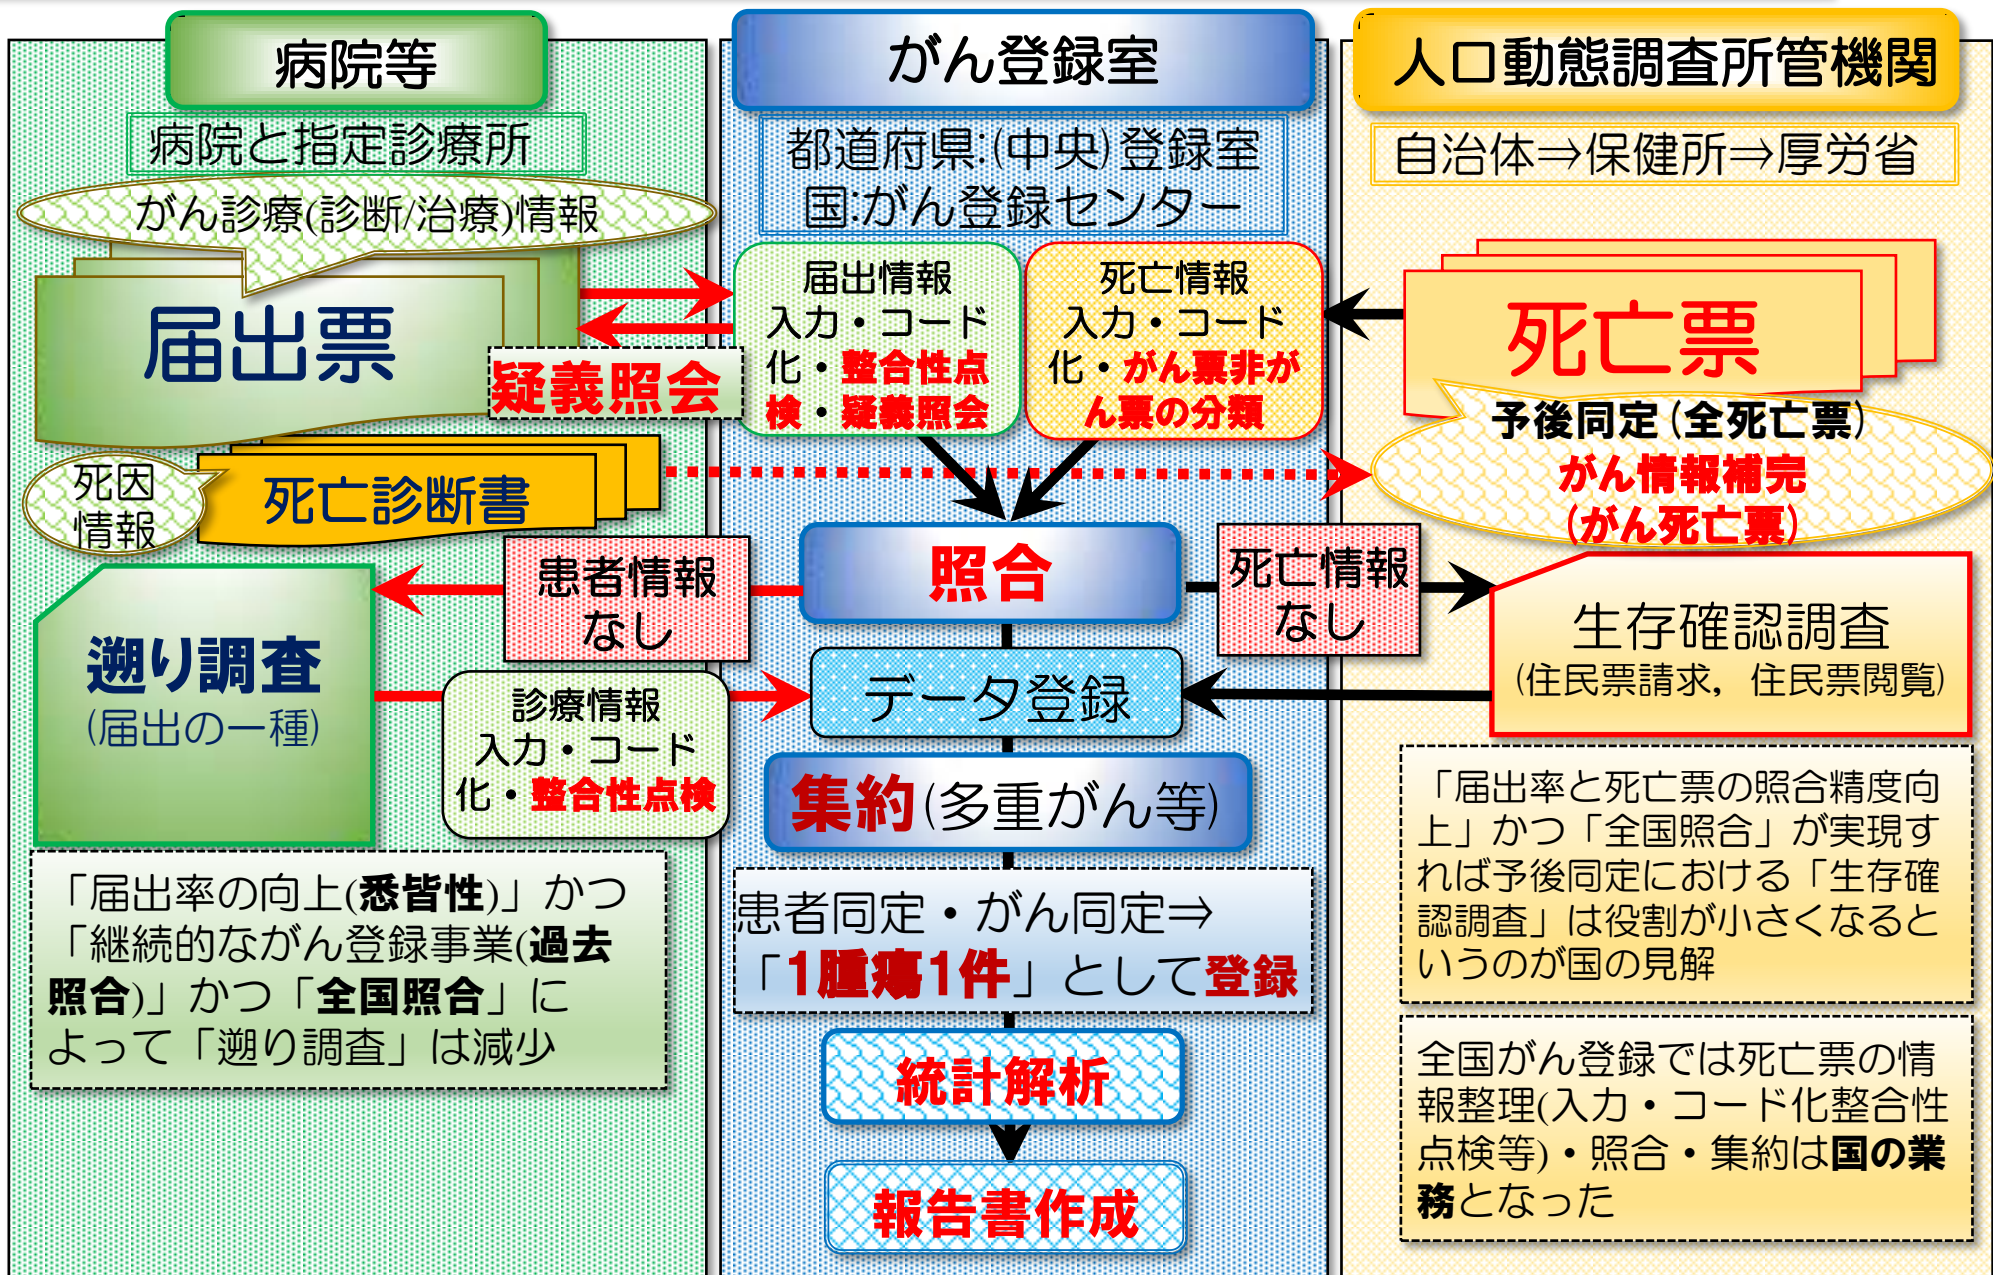 病院等
病院と指定診療所
がん診療(診断/治療)情報
届出票
疑義照会
死因
情報
死亡診断書
患者情報
なし
遡り調査
(届出の一種)
診療情報
入力・コード
化・整合性点検
「届出率の向上(悉皆性)」かつ
「継続的ながん登録事業(過去
照合)」かつ「全国照合」に
よって「遡り調査」は減少
がん登録室
都道府県:(中央)登録室
国:がん登録センター
届出情報
入力・コード
化・整合性点
検・疑義照会
死亡情報
入力・コード
化・がん票非が
ん票の分類
照合
データ登録
集約(多重がん等)
患者同定・がん同定⇒
「1腫瘍1件」として登録
統計解析
報告書作成
人口動態調査所管機関
自治体⇒保健所⇒厚労省
死亡票
予後同定(全死亡票)
がん情報補完
(がん死亡票)
死亡情報
なし
生存確認調査
(住民票請求，住民票閲覧)
「届出率と死亡票の照合精度向
上」かつ「全国照合」が実現す
れば予後同定における「生存確
認調査」は役割が小さくなると
いうのが国の見解
全国がん登録では死亡票の情
報整理(入力・コード化整合性
点検等)・照合・集約は国の業
務となった